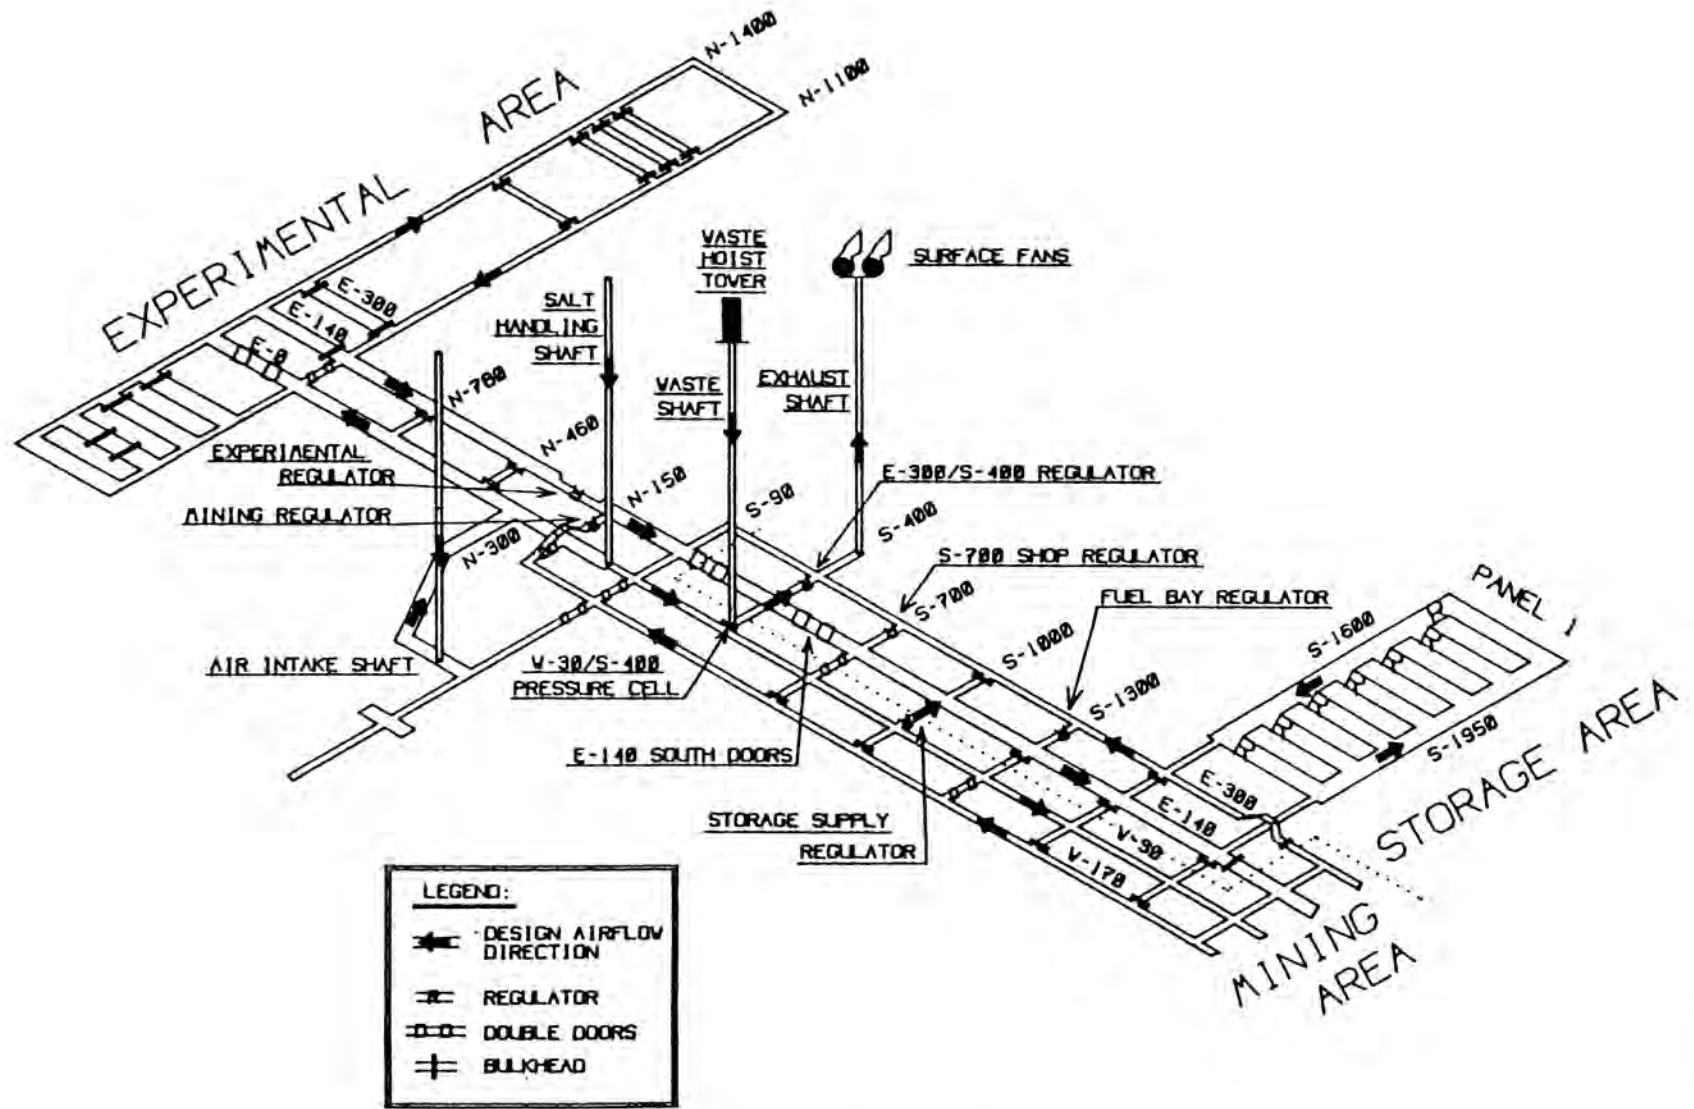 N-1400
N-1100
EXPERIMENTAL AREA
WASTE
HOIST
TOWER
SURFACE FANS
E-300
E-140
E-0
SALT
HANDLING
SHAFT
N-780
WASTE
SHAFT
EXHAUST
SHAFT
N-460
EXPERIMENTAL
REGULATOR
E-300/S-400 REGULATOR
N-150
S-90
MINING REGULATOR
S-400
N-300
S-700 SHOP REGULATOR
S-700
FUEL BAY REGULATOR
PANEL 1
S-1000
S-1600
AIR INTAKE SHAFT
W-30/S-400
PRESSURE CELL
S-1300
S-1950
E-140 SOUTH DOORS
E-300
E-140
STORAGE AREA
STORAGE SUPPLY
REGULATOR
W-90
W-170
MINING
AREA
LEGEND:
DESIGN AIRFLOW
DIRECTION
REGULATOR
DOUBLE DOORS
BULKHEAD